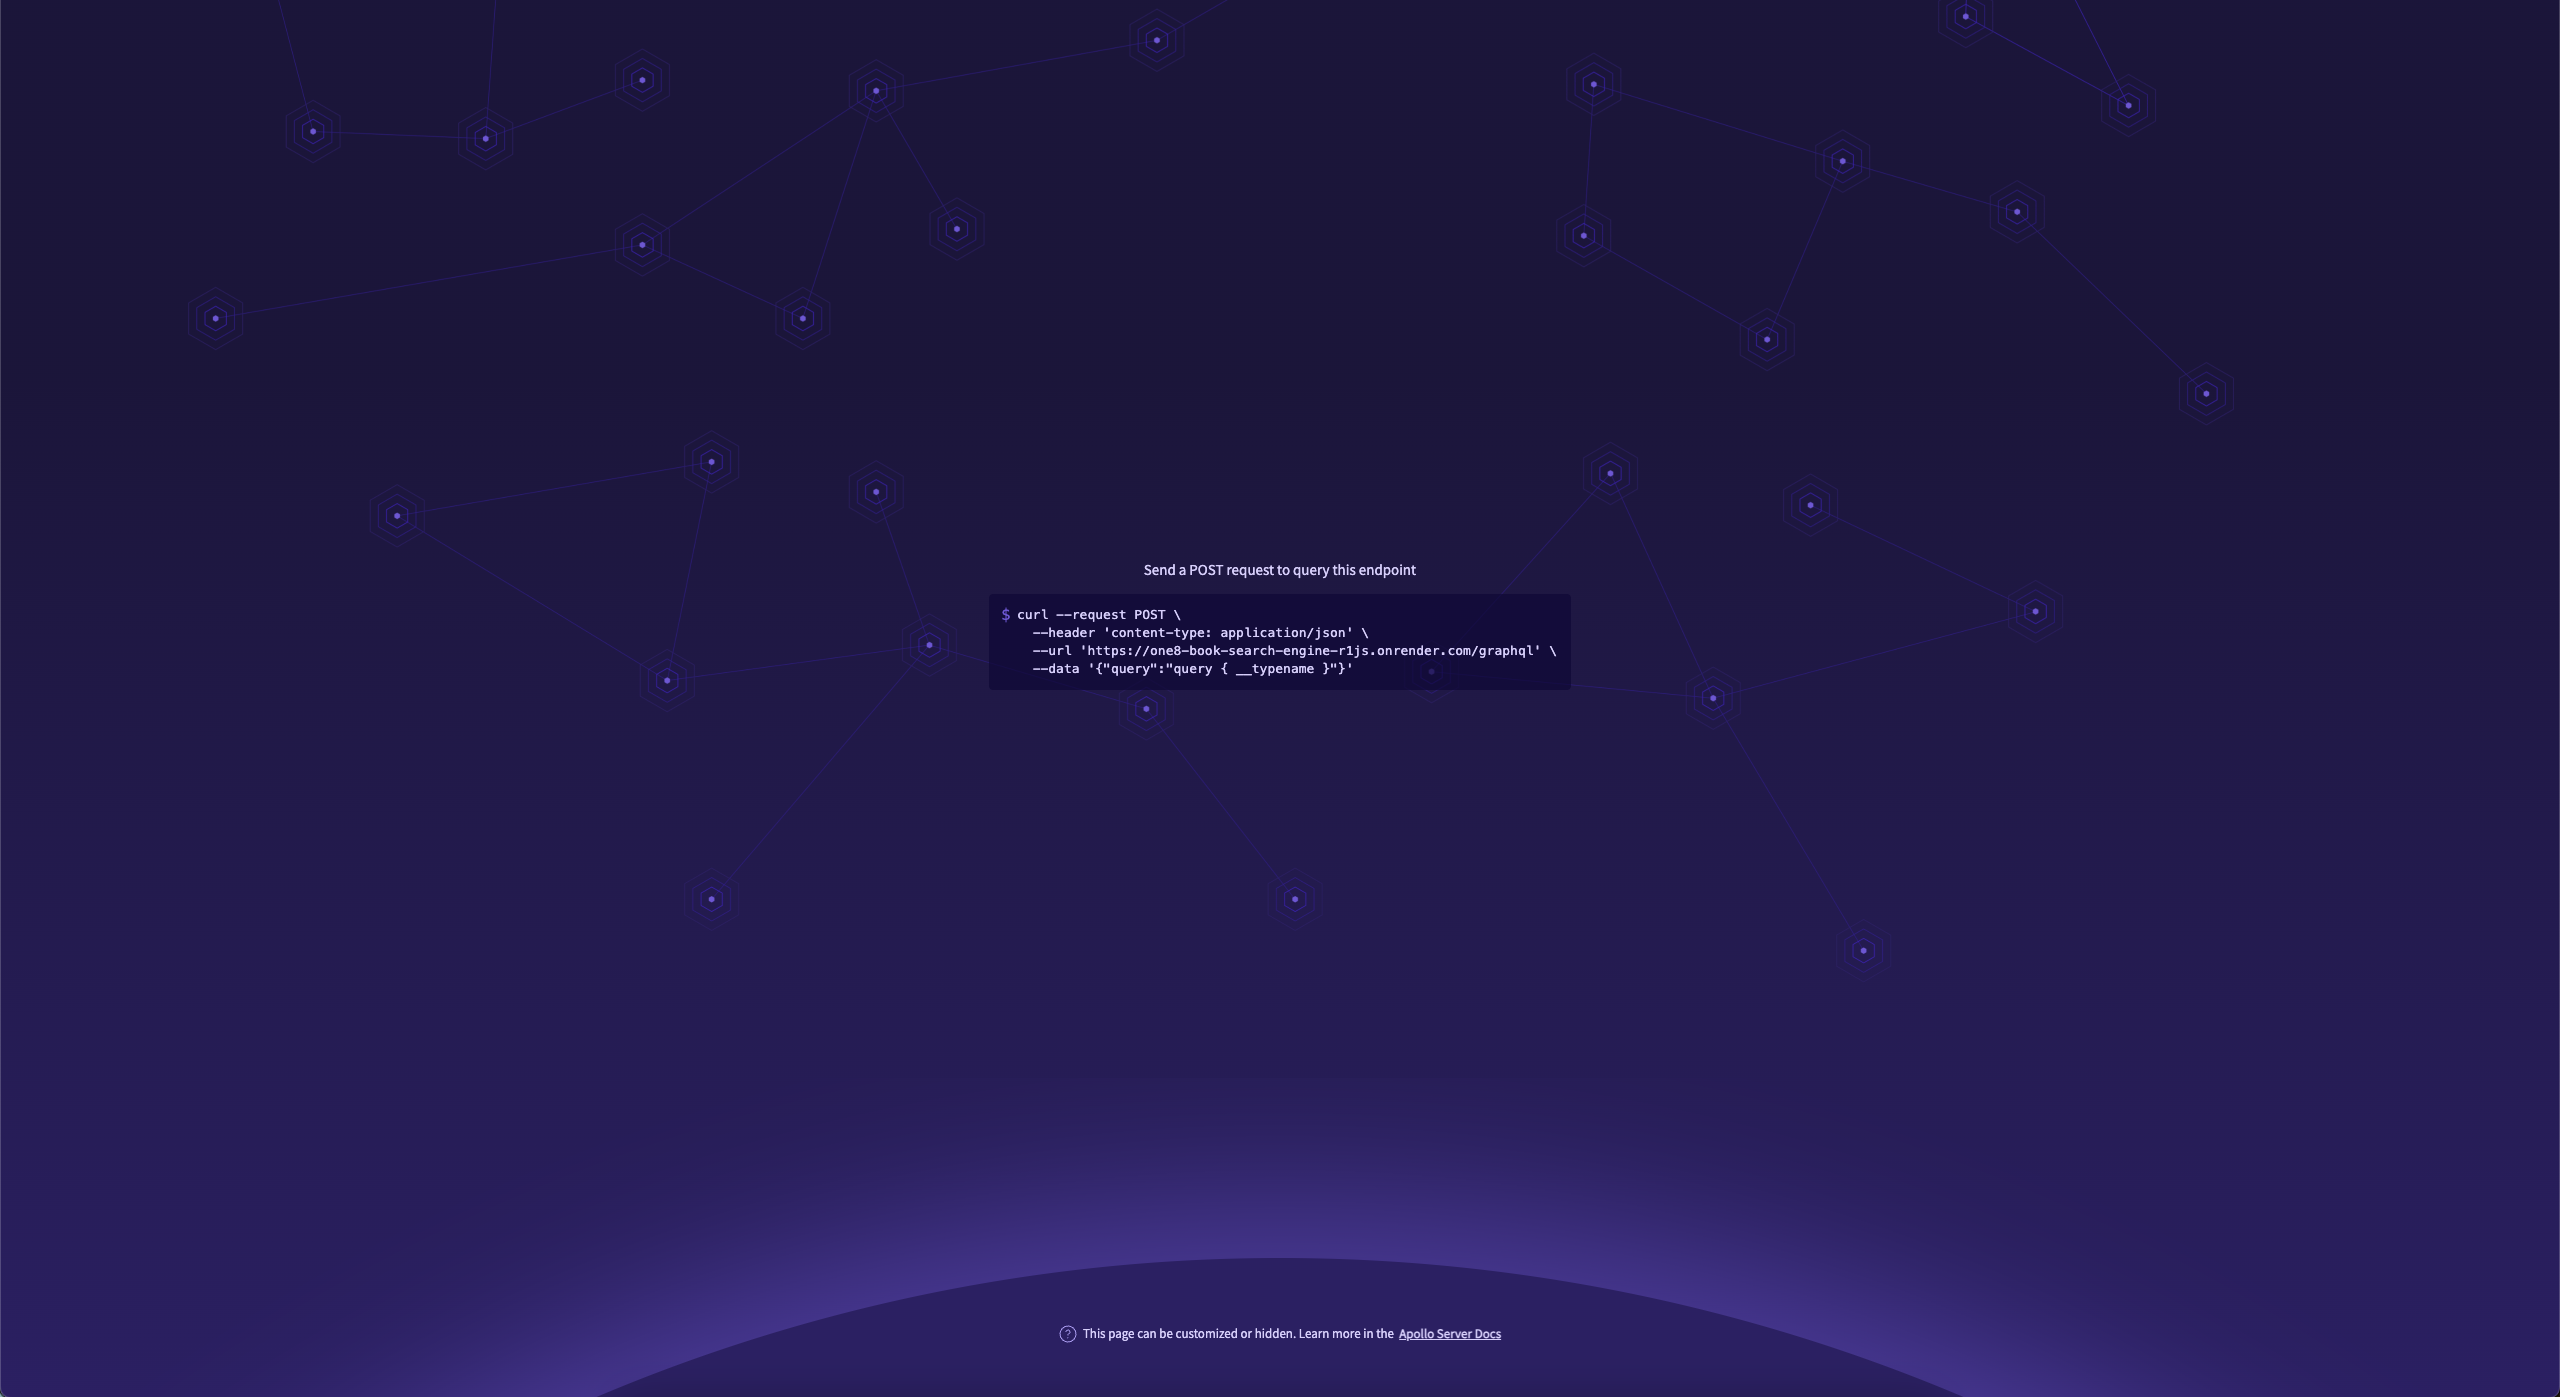 Send a POST request to query this endpoint
$ curl --request POST \
--header 'content-type: application/json' \
--url 'https://one8-book-search-engine-r1js.onrender.com/graphql' \
--data '{"query":"query { __typename }"}'
? This page can be customized or hidden. Learn more in the Apollo Server Docs